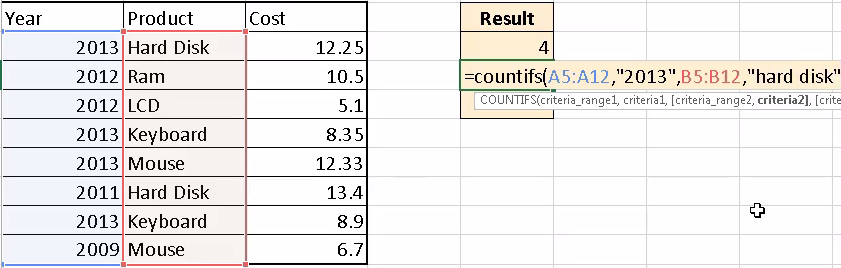 Year Product Cost Result
2013 Hard Disk 12.25 4
2012 Ram 10.5 =countifs(A5:A12,"2013",B5:B12,"hard disk"
2012 LCD 5.1 COUNTIFS(criteria_range1, criteria1, [criteria_range2, criteria2], [crite
2013 Keyboard 8.35
2013 Mouse 12.33
2011 Hard Disk 13.4
2013 Keyboard 8.9
2009 Mouse 6.7